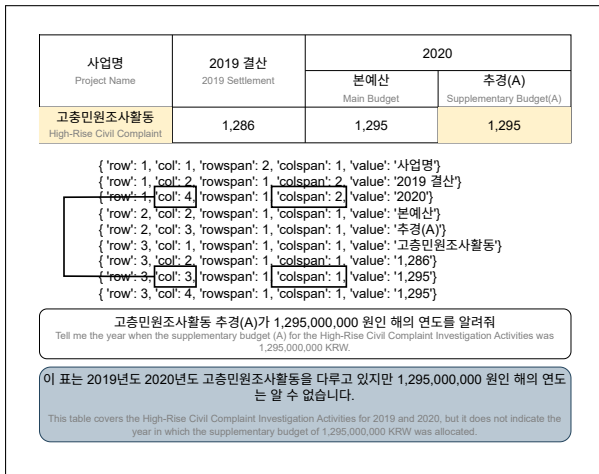 사업명
Project Name
2019 결산
2019 Settlement
2020
본예산
Main Budget
추경(A)
Supplementary Budget(A)
고충민원조사활동
High-Rise Civil Complaint
1,286
1,295
1,295
{ 'row': 1, 'col': 1, 'rowspan': 2, 'colspan': 1, 'value': '사업명'}
{ 'row': 1, 'col': 2, 'rowspan': 1, 'colspan': 2, 'value': '2019 결산'}
{ 'row': 1, 'col': 4, 'rowspan': 1, 'colspan': 2, 'value': '2020'}
{ 'row': 2, 'col': 2, 'rowspan': 1, 'colspan': 1, 'value': '본예산'}
{ 'row': 2, 'col': 3, 'rowspan': 1, 'colspan': 1, 'value': '추경(A)'}
{ 'row': 3, 'col': 1, 'rowspan': 1, 'colspan': 1, 'value': '고충민원조사활동'}
{ 'row': 3, 'col': 2, 'rowspan': 1, 'colspan': 1, 'value': '1,286'}
{ 'row': 3, 'col': 3, 'rowspan': 1, 'colspan': 1, 'value': '1,295'}
{ 'row': 3, 'col': 4, 'rowspan': 1, 'colspan': 1, 'value': '1,295'}
고충민원조사활동 추경(A)가 1,295,000,000 원인 해의 연도를 알려줘
Tell me the year when the supplementary budget (A) for the High-Rise Civil Complaint Investigation Activities was
1,295,000,000 KRW.
이 표는 2019년도 2020년도 고충민원조사활동을 다루고 있지만 1,295,000,000 원인 해의 연도
는 알 수 없습니다.
This table covers the High-Rise Civil Complaint Investigation Activities for 2019 and 2020, but it does not indicate the
year in which the supplementary budget of 1,295,000,000 KRW was allocated.